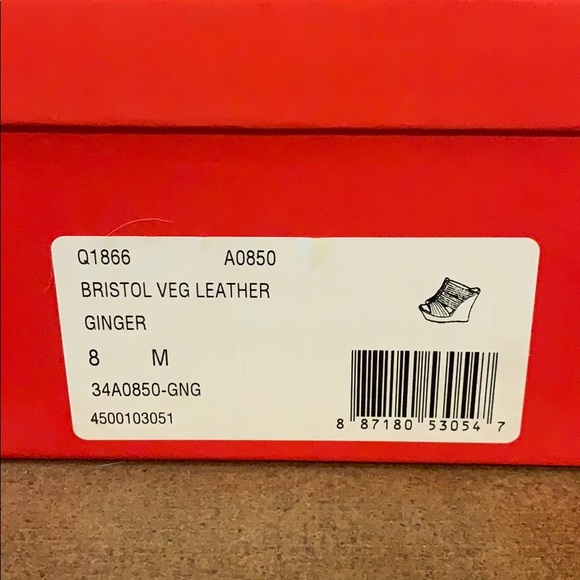 Q1866 A0850
BRISTOL VEG LEATHER
GINGER
8 M
34A0850-GNG
4500103051
8 87180 53054 7